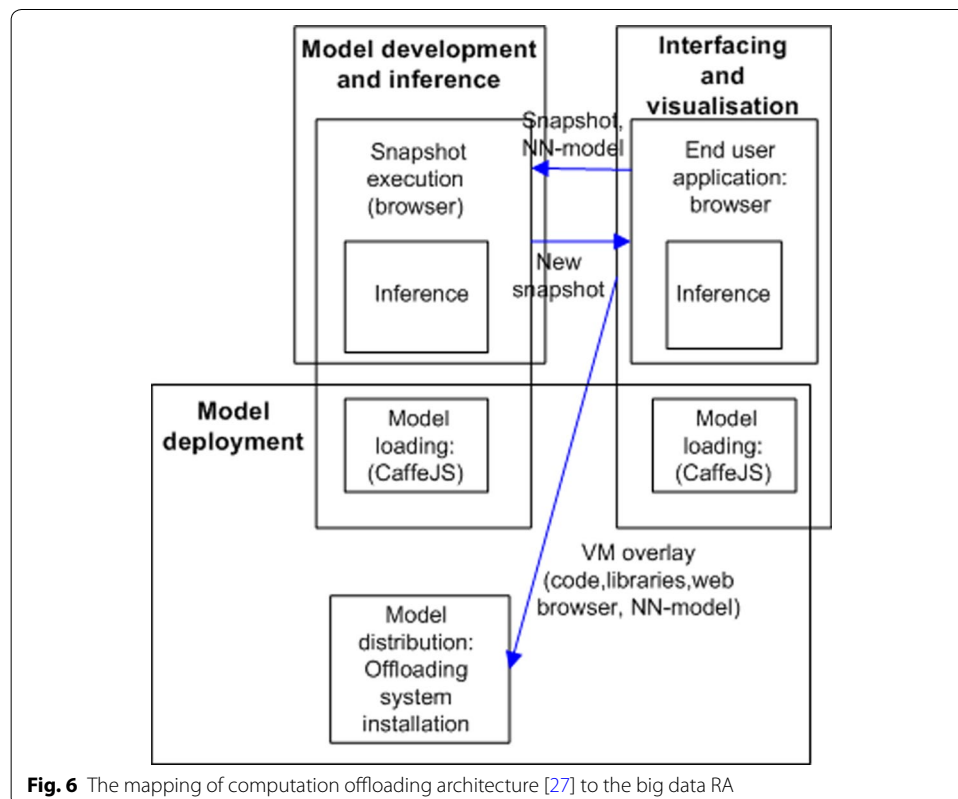 Model development
and inference
Interfacing
and
visualisation
Snapshot,
NN-model
Snapshot
execution
(browser)
End user
application:
browser
New
snapshot
Inference
Inference
Model
deployment
Model
loading:
(CaffeJS)
Model
loading:
(CaffeJS)
VM overlay
(code,libraries,web
browser, NN-model)
Model
distribution:
Offloading
system
installation
Fig. 6 The mapping of computation offloading architecture [27] to the big data RA